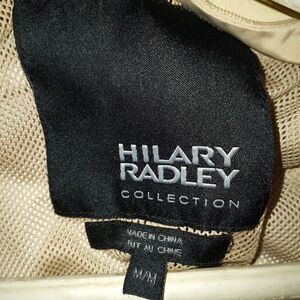 HILARY
RADLEY
COLLECTION
MADE IN CHINA
FAIT AU CHINE
M/M